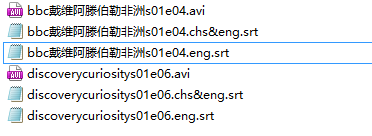 bbc戴维阿滕伯勒非洲s01e04.avi
bbc戴维阿滕伯勒非洲s01e04.chs&eng.srt
bbc戴维阿滕伯勒非洲s01e04.eng.srt
discoverycuriositys01e06.avi
discoverycuriositys01e06.chs&eng.srt
discoverycuriositys01e06.eng.srt